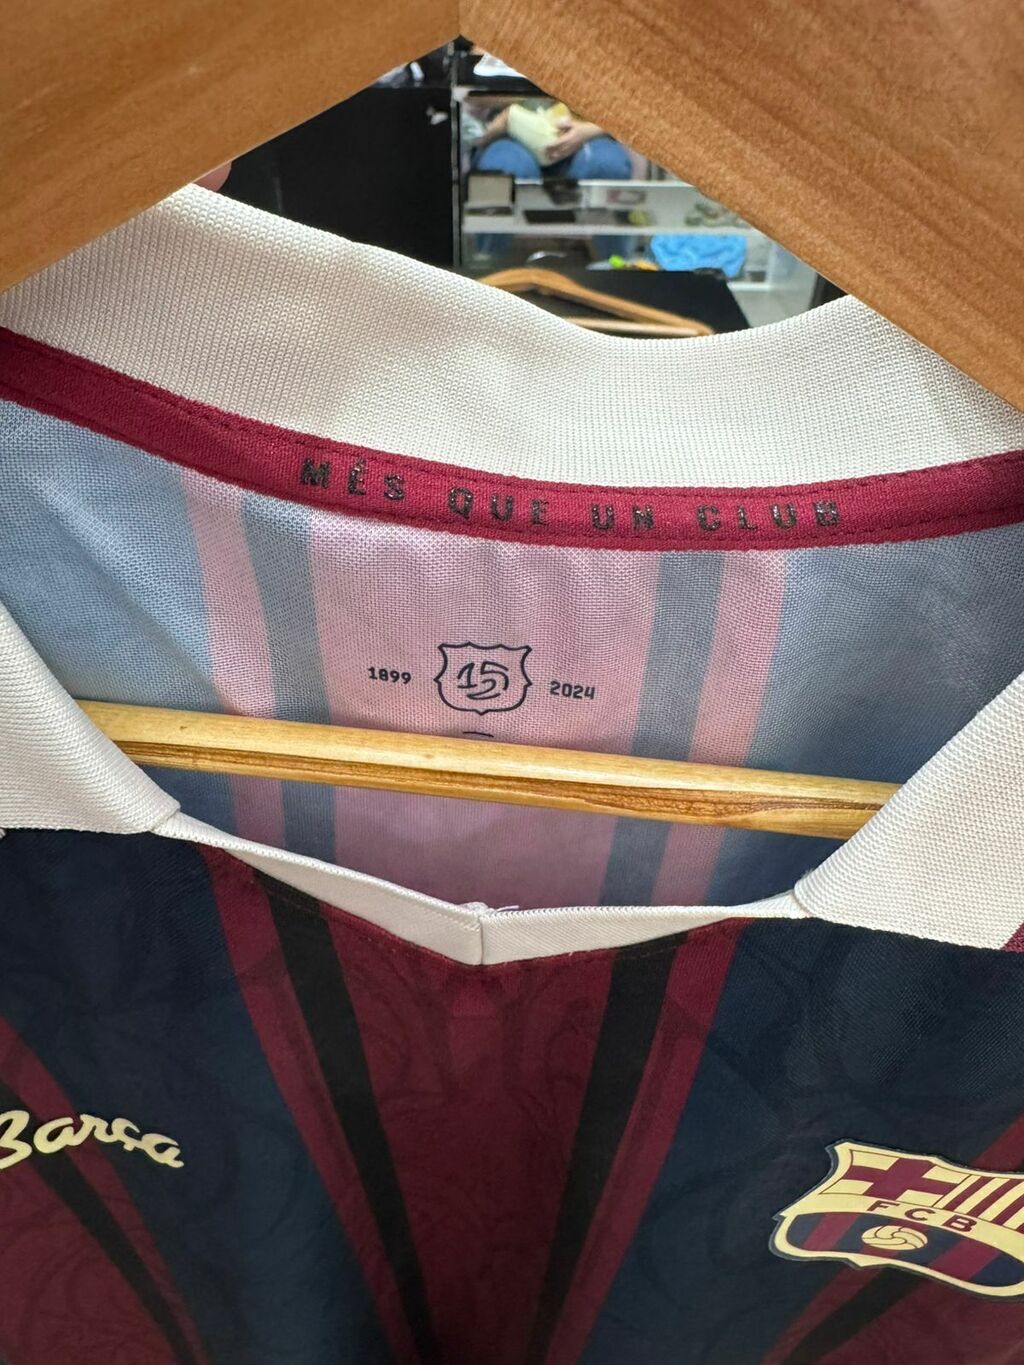 MÉS QUE UN CLUB
1899 15 2024
Barça
FCB